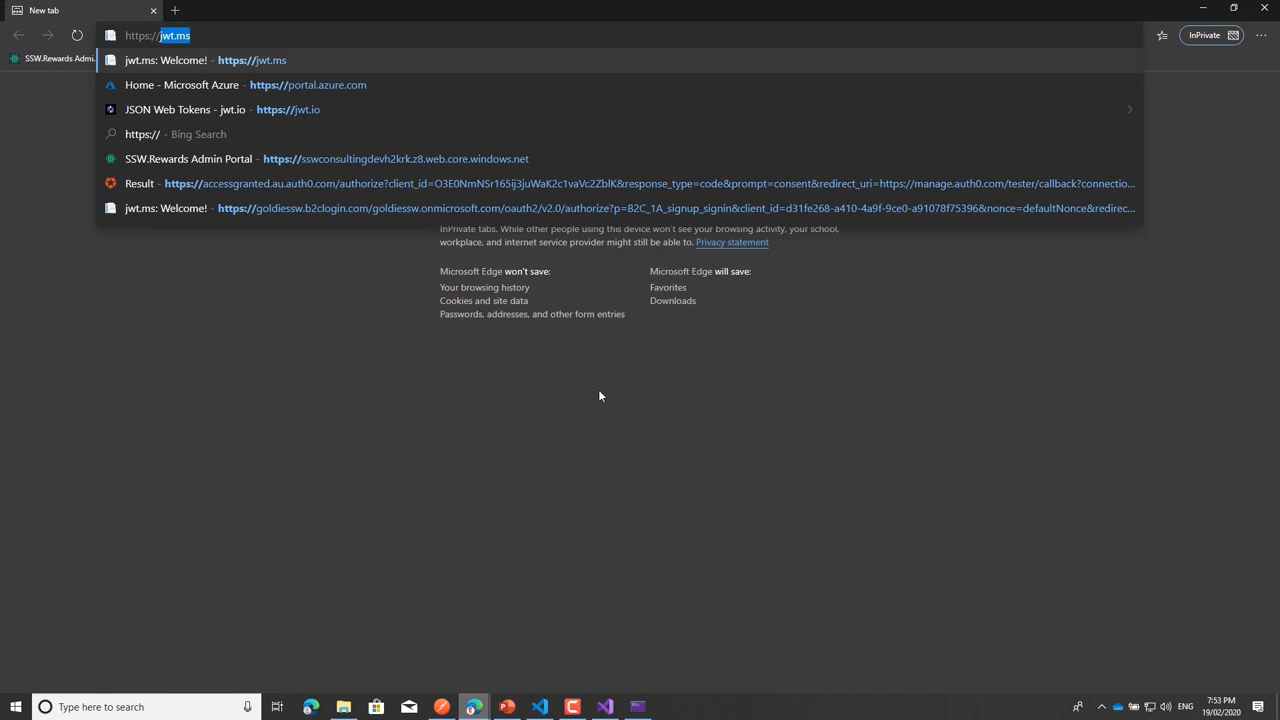 New tab
https://jwt.ms
InPrivate
SSW.Rewards Admi...
jwt.ms: Welcome! - https://jwt.ms
Home - Microsoft Azure - https://portal.azure.com
JSON Web Tokens - jwt.io - https://jwt.io
https:// - Bing Search
SSW.Rewards Admin Portal - https://sswconsultingdevh2krk.z8.web.core.windows.net
Result - https://accessgranted.au.auth0.com/authorize?client_id=O3E0NmNSr165ij3juWaK2c1vaVc2ZblK&response_type=code&prompt=consent&redirect_uri=https://manage.auth0.com/tester/callback?connectio...
jwt.ms: Welcome! - https://goldiessw.b2clogin.com/goldiessw.onmicrosoft.com/oauth2/v2.0/authorize?p=B2C_1A_signup_signin&client_id=d31fe268-a410-4a9f-9ce0-a91078f75396&nonce=defaultNonce&redirec...
InPrivate tabs. While other people using this device won't see your browsing activity, your school,
workplace, and internet service provider might still be able to. Privacy statement
Microsoft Edge won't save:
Your browsing history
Cookies and site data
Passwords, addresses, and other form entries
Microsoft Edge will save:
Favorites
Downloads
Type here to search
ENG
7:53 PM
19/02/2020